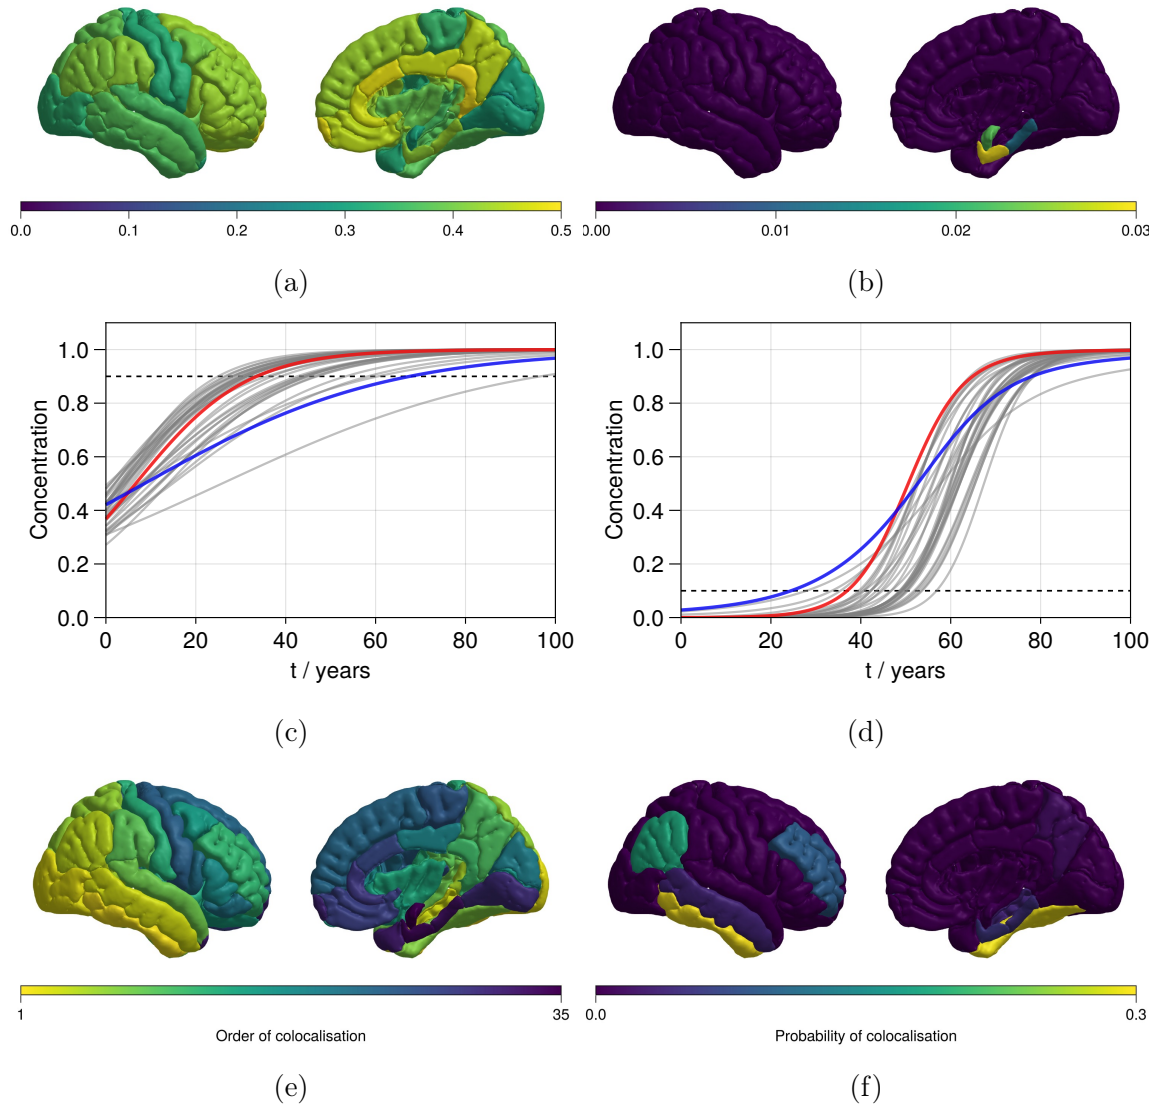 0.0 0.1 0.2 0.3 0.4 0.5
0.00 0.01 0.02 0.03
(a)
(b)
Concentration
1.0
0.8
0.6
0.4
0.2
0.0
0 20 40 60 80 100
t / years
Concentration
1.0
0.8
0.6
0.4
0.2
0.0
0 20 40 60 80 100
t / years
(c)
(d)
1 35
Order of colocalisation
0.0 0.3
Probability of colocalisation
(e)
(f)